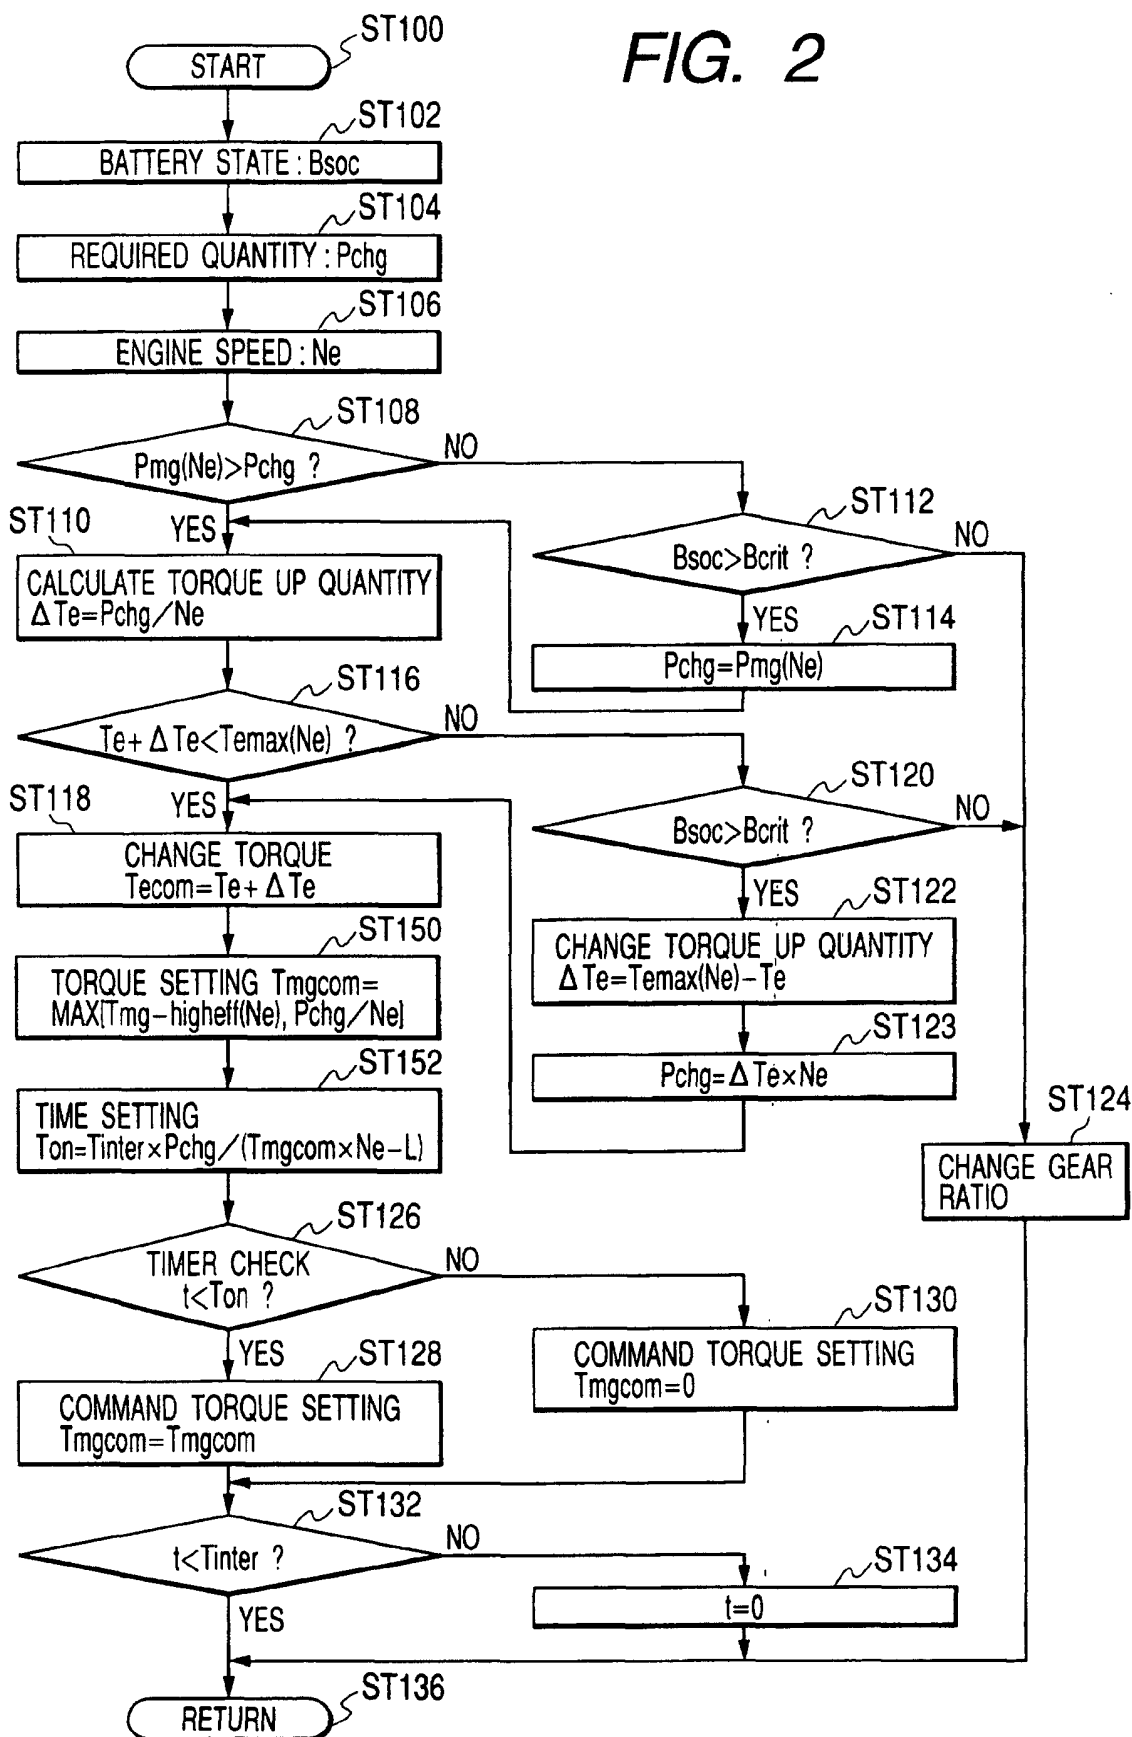 FIG. 2
ST100
START
ST102
BATTERY STATE : Bsoc
ST104
REQUIRED QUANTITY : Pchg
ST106
ENGINE SPEED : Ne
ST108
Pmg(Ne)>Pchg ?
NO
YES
ST110
CALCULATE TORQUE UP QUANTITY
ΔTe=Pchg/Ne
ST112
Bsoc>Bcrit ?
NO
YES
ST114
Pchg=Pmg(Ne)
ST116
Te+ΔTe<Temax(Ne) ?
NO
YES
ST118
CHANGE TORQUE
Tecom=Te+ΔTe
ST120
Bsoc>Bcrit ?
NO
YES
ST122
CHANGE TORQUE UP QUANTITY
ΔTe=Temax(Ne)-Te
ST123
Pchg=ΔTe×Ne
ST150
TORQUE SETTING Tmgcom=
MAX[Tmg-higheff(Ne), Pchg/Ne]
ST152
TIME SETTING
Ton=Tinter×Pchg/(Tmgcom×Ne-L)
ST124
CHANGE GEAR
RATIO
ST126
TIMER CHECK
t<Ton ?
NO
YES
ST128
COMMAND TORQUE SETTING
Tmgcom=Tmgcom
ST130
COMMAND TORQUE SETTING
Tmgcom=0
ST132
t<Tinter ?
NO
YES
ST134
t=0
ST136
RETURN